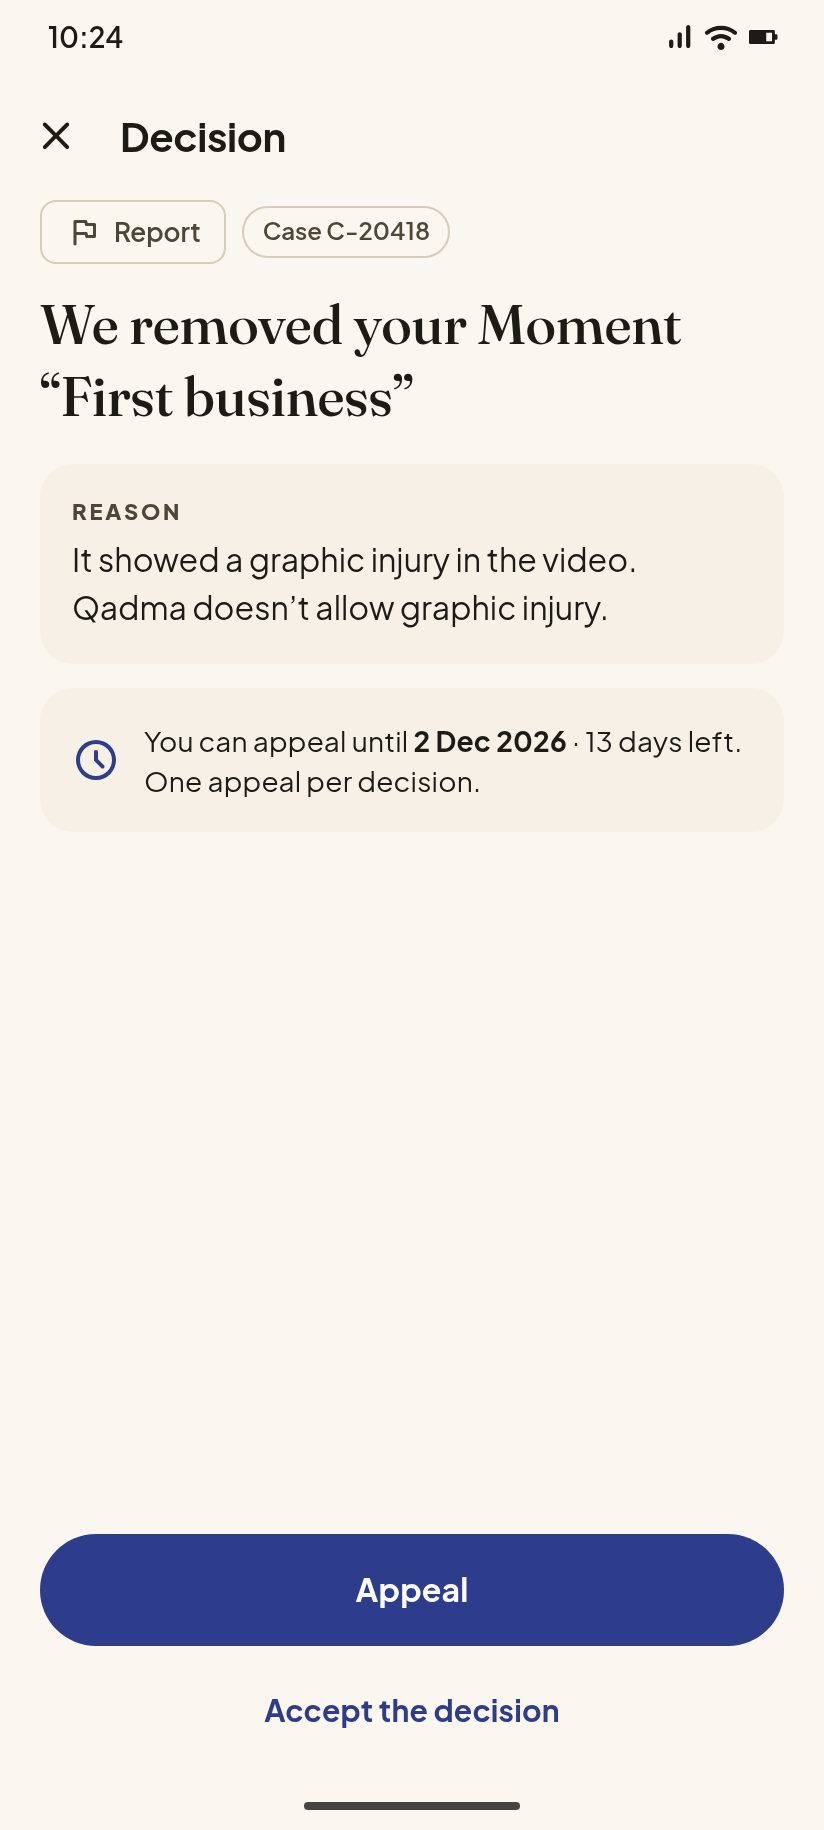 10:24
Decision
Report
Case C-20418
We removed your Moment
“First business”
REASON
It showed a graphic injury in the video.
Qadma doesn’t allow graphic injury.
You can appeal until 2 Dec 2026 · 13 days left.
One appeal per decision.
Appeal
Accept the decision